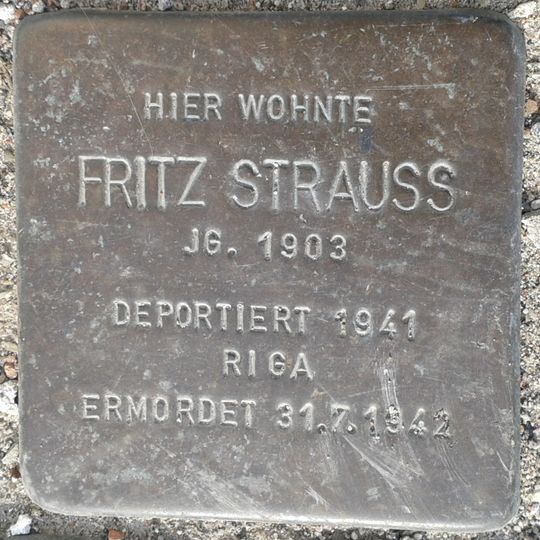 HIER WOHNTE
FRITZ STRAUSS
JG. 1903
DEPORTIERT 1941
RIGA
ERMORDET 31.7.1942